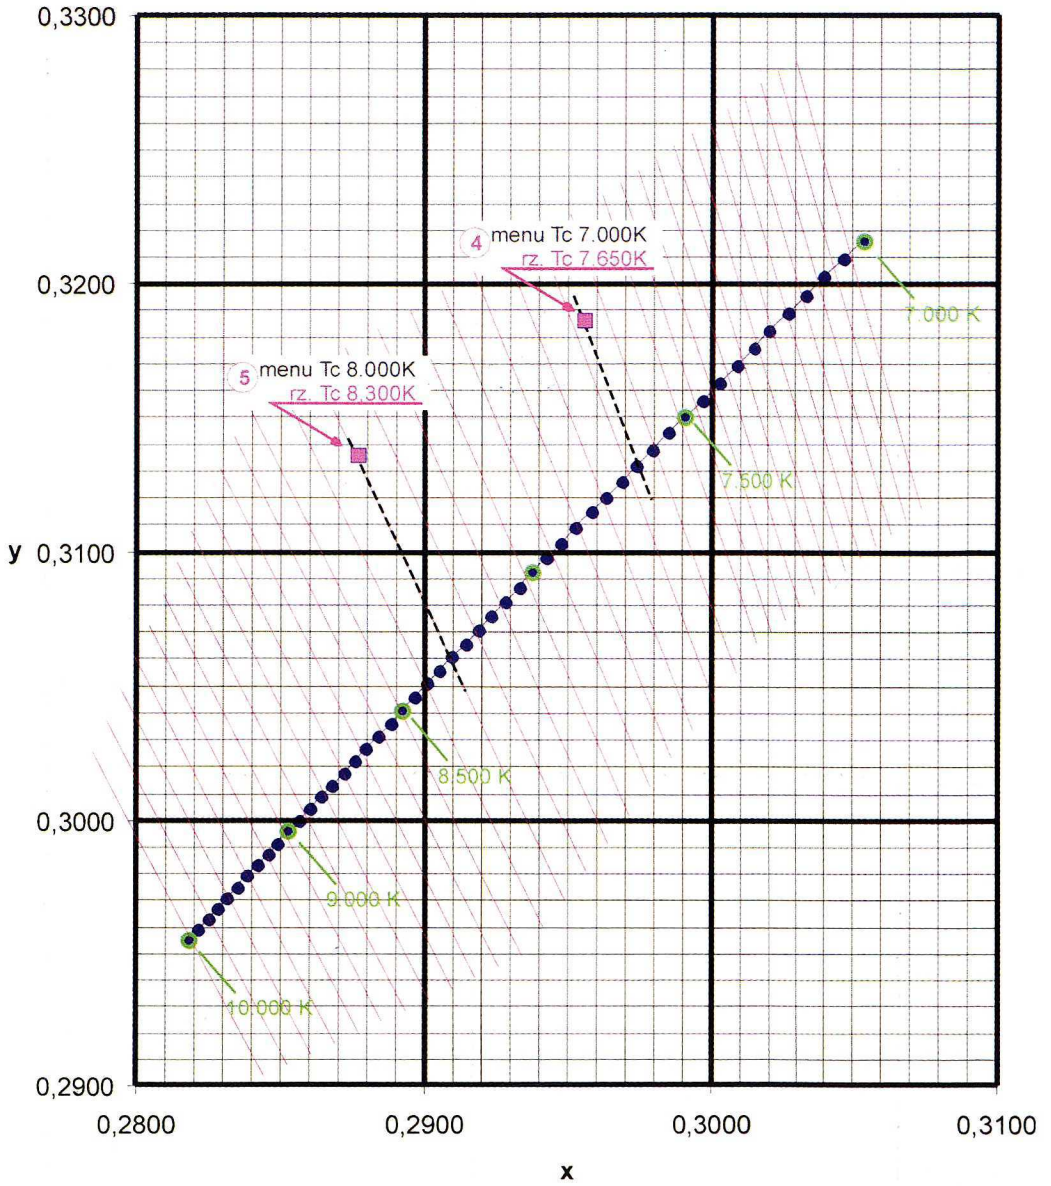 0,3300
4 menu Tc 7.000K
rz. Tc 7.650K
0,3200
7.000 K
5 menu Tc 8.000K
rz. Tc 8,300K
7.500 K
y 0,3100
8.500 K
0,3000
9.000 K
10.000 K
0,2900
0,2800 0,2900 0,3000 0,3100
x